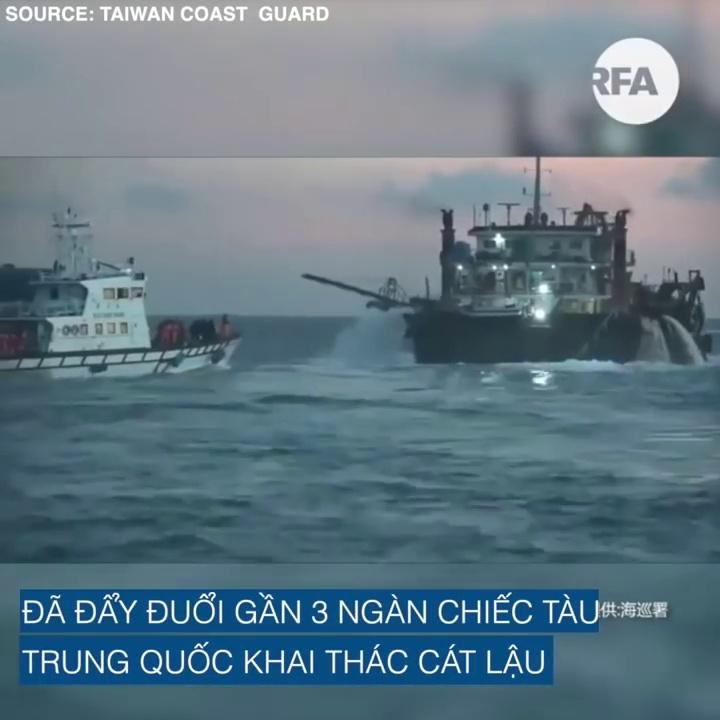 SOURCE: TAIWAN COAST GUARD
RFA
ĐÃ ĐẨY ĐUỔI GẦN 3 NGÀN CHIẾC TÀU
供:海巡署
TRUNG QUỐC KHAI THÁC CÁT LẬU